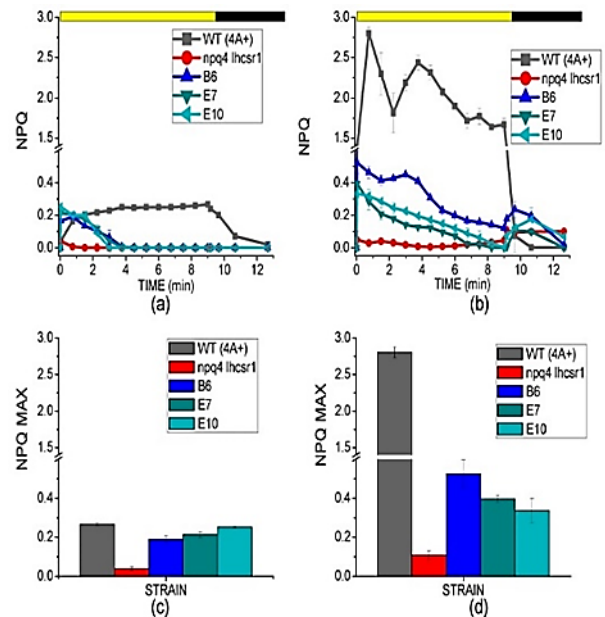 3.0
2.5
2.0
1.5
0.4
0.2
0.0
NPQ
WT (4A+)
npq4 lhcsr1
B6
E7
E10
0 2 4 6 8 10 12
TIME (min)
(a)
3.0
2.5
2.0
1.5
0.4
0.2
0.0
NPQ
WT (4A+)
npq4 lhcsr1
B6
E7
E10
0 2 4 6 8 10 12
TIME (min)
(b)
3.0
2.5
2.0
1.5
0.4
0.2
0.0
NPQ MAX
WT (4A+)
npq4 lhcsr1
B6
E7
E10
STRAIN
(c)
3.0
2.5
2.0
1.5
0.4
0.2
0.0
NPQ MAX
WT (4A+)
npq4 lhcsr1
B6
E7
E10
STRAIN
(d)